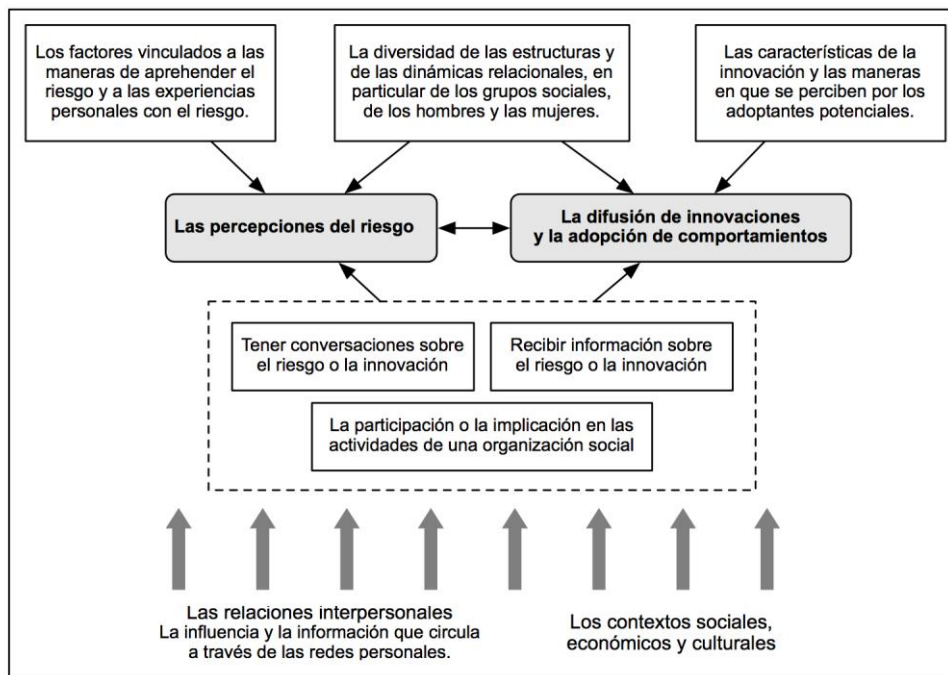 Los factores vinculados a las
maneras de aprehender el
riesgo y a las experiencias
personales con el riesgo.
La diversidad de las estructuras y
de las dinámicas relacionales, en
particular de los grupos sociales,
de los hombres y las mujeres.
Las características de la
innovación y las maneras
en que se perciben por los
adoptantes potenciales.
Las percepciones del riesgo
La difusión de innovaciones
y la adopción de comportamientos
Tener conversaciones sobre
el riesgo o la innovación
Recibir información sobre
el riesgo o la innovación
La participación o la implicación en las
actividades de una organización social
Las relaciones interpersonales
La influencia y la información que circula
a través de las redes personales.
Los contextos sociales,
económicos y culturales